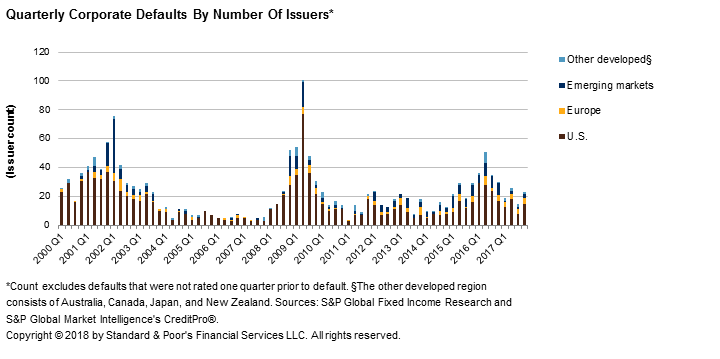 Quarterly Corporate Defaults By Number Of Issuers*
(Issuer count)
120
100
80
60
40
20
0
2000 Q1
2001 Q1
2002 Q1
2003 Q1
2004 Q1
2005 Q1
2006 Q1
2007 Q1
2008 Q1
2009 Q1
2010 Q1
2011 Q1
2012 Q1
2013 Q1
2014 Q1
2015 Q1
2016 Q1
2017 Q1
Other developed§
Emerging markets
Europe
U.S.
*Count excludes defaults that were not rated one quarter prior to default. §The other developed region
consists of Australia, Canada, Japan, and New Zealand. Sources: S&P Global Fixed Income Research and
S&P Global Market Intelligence's CreditPro®.
Copyright © 2018 by Standard & Poor's Financial Services LLC. All rights reserved.